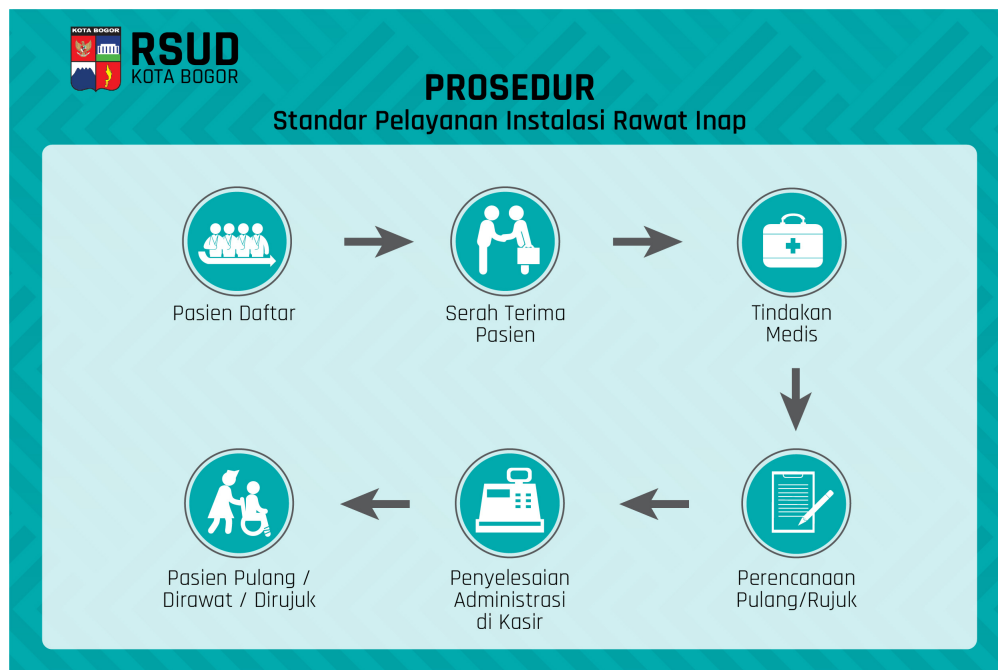 KOTA BOGOR
RSUD
KOTA BOGOR
PROSEDUR
Standar Pelayanan Instalasi Rawat Inap
Pasien Daftar
Serah Terima
Pasien
Tindakan
Medis
Perencanaan
Pulang/Rujuk
Penyelesaian
Administrasi
di Kasir
Pasien Pulang /
Dirawat / Dirujuk